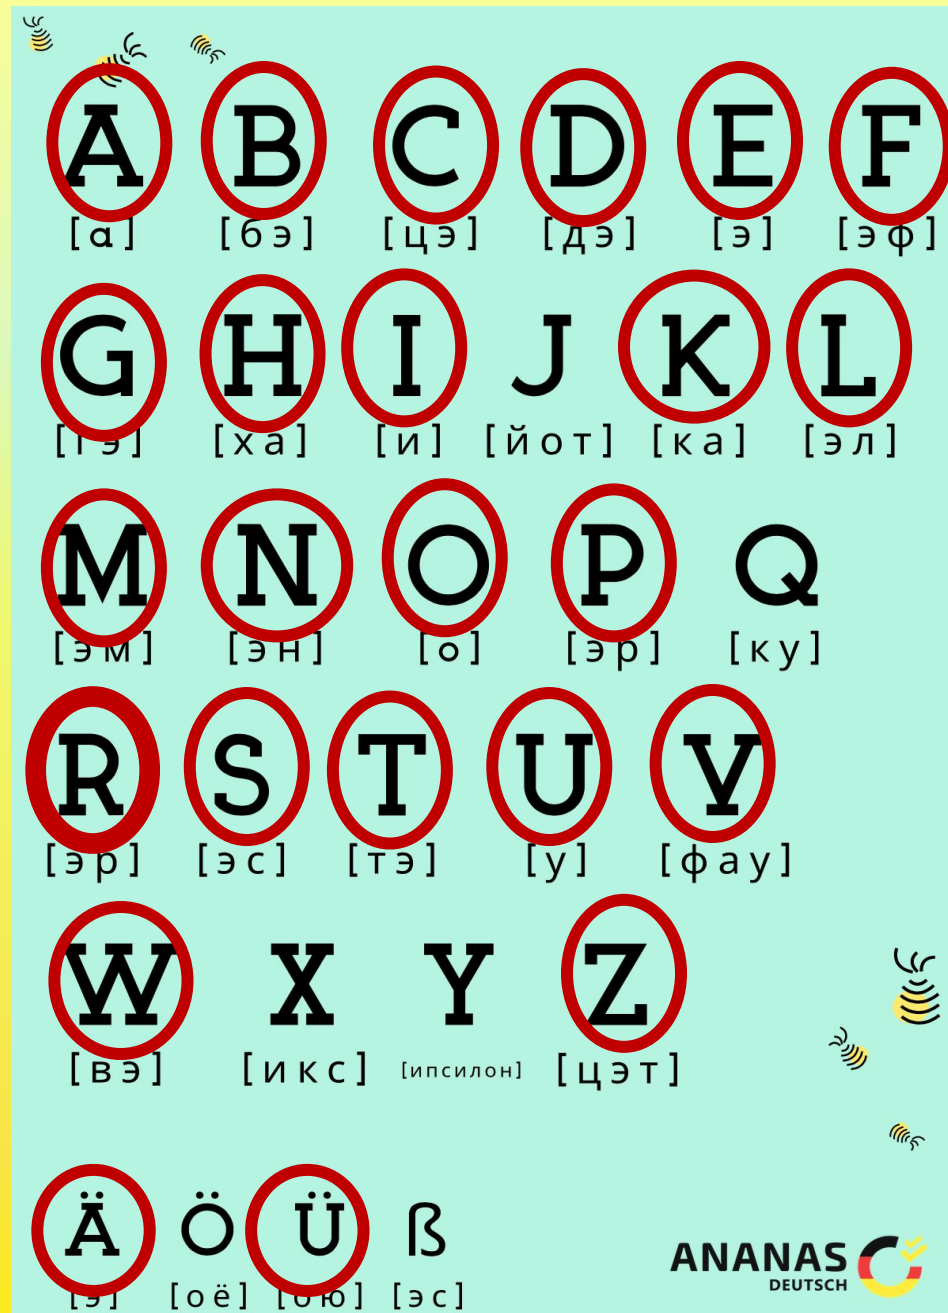 A B C D E F
[а] [бэ] [цэ] [дэ] [э] [эф]
G H I J K L
[гэ] [ха] [и] [йот] [ка] [эл]
M N O P Q
[эм] [эн] [о] [эр] [ку]
R S T U V
[эр] [эс] [тэ] [у] [фау]
W X Y Z
[вэ] [икс] [ипсилон] [цэт]
Ä Ö Ü ß
[э] [оё] [ою] [эс]
ANANAS
DEUTSCH